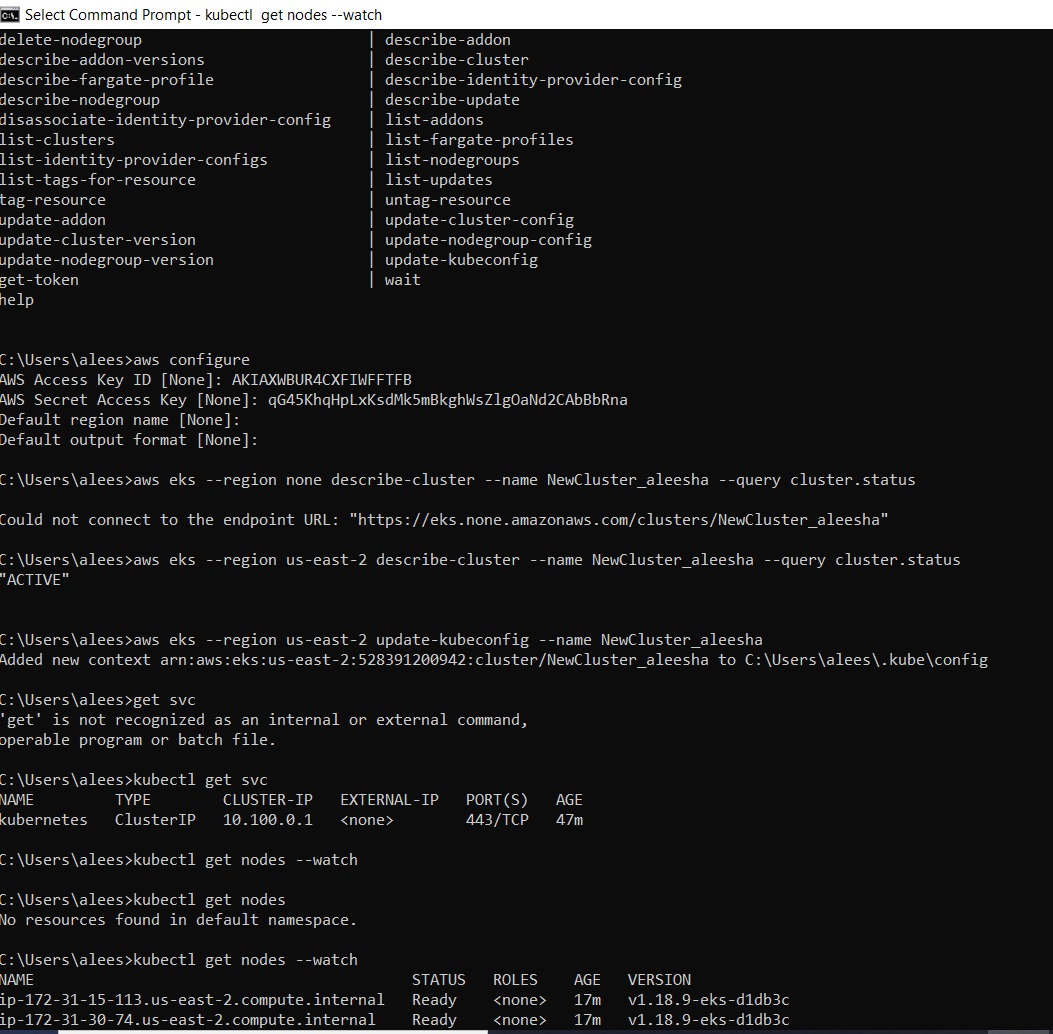 Select Command Prompt - kubectl  get nodes --watch
delete-nodegroup | describe-addon
describe-addon-versions | describe-cluster
describe-fargate-profile | describe-identity-provider-config
describe-nodegroup | describe-update
disassociate-identity-provider-config | list-addons
list-clusters | list-fargate-profiles
list-identity-provider-configs | list-nodegroups
list-tags-for-resource | list-updates
tag-resource | untag-resource
update-addon | update-cluster-config
update-cluster-version | update-nodegroup-config
update-nodegroup-version | update-kubeconfig
get-token | wait
help
C:\Users\alees>aws configure
AWS Access Key ID [None]: AKIAXWBUR4CXFIWFFTFB
AWS Secret Access Key [None]: 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
Default region name [None]:
Default output format [None]:
C:\Users\alees>aws eks --region none describe-cluster --name NewCluster_aleesha --query cluster.status
Could not connect to the endpoint URL: "https://eks.none.amazonaws.com/clusters/NewCluster_aleesha"
C:\Users\alees>aws eks --region us-east-2 describe-cluster --name NewCluster_aleesha --query cluster.status
"ACTIVE"
C:\Users\alees>aws eks --region us-east-2 update-kubeconfig --name NewCluster_aleesha
Added new context arn:aws:eks:us-east-2:528391200942:cluster/NewCluster_aleesha to C:\Users\alees\.kube\config
C:\Users\alees>get svc
'get' is not recognized as an internal or external command,
operable program or batch file.
C:\Users\alees>kubectl get svc
NAME TYPE CLUSTER-IP EXTERNAL-IP PORT(S) AGE
kubernetes ClusterIP 10.100.0.1 <none> 443/TCP 47m
C:\Users\alees>kubectl get nodes --watch
C:\Users\alees>kubectl get nodes
No resources found in default namespace.
C:\Users\alees>kubectl get nodes --watch
NAME STATUS ROLES AGE VERSION
ip-172-31-15-113.us-east-2.compute.internal Ready <none> 17m v1.18.9-eks-d1db3c
ip-172-31-30-74.us-east-2.compute.internal Ready <none> 17m v1.18.9-eks-d1db3c